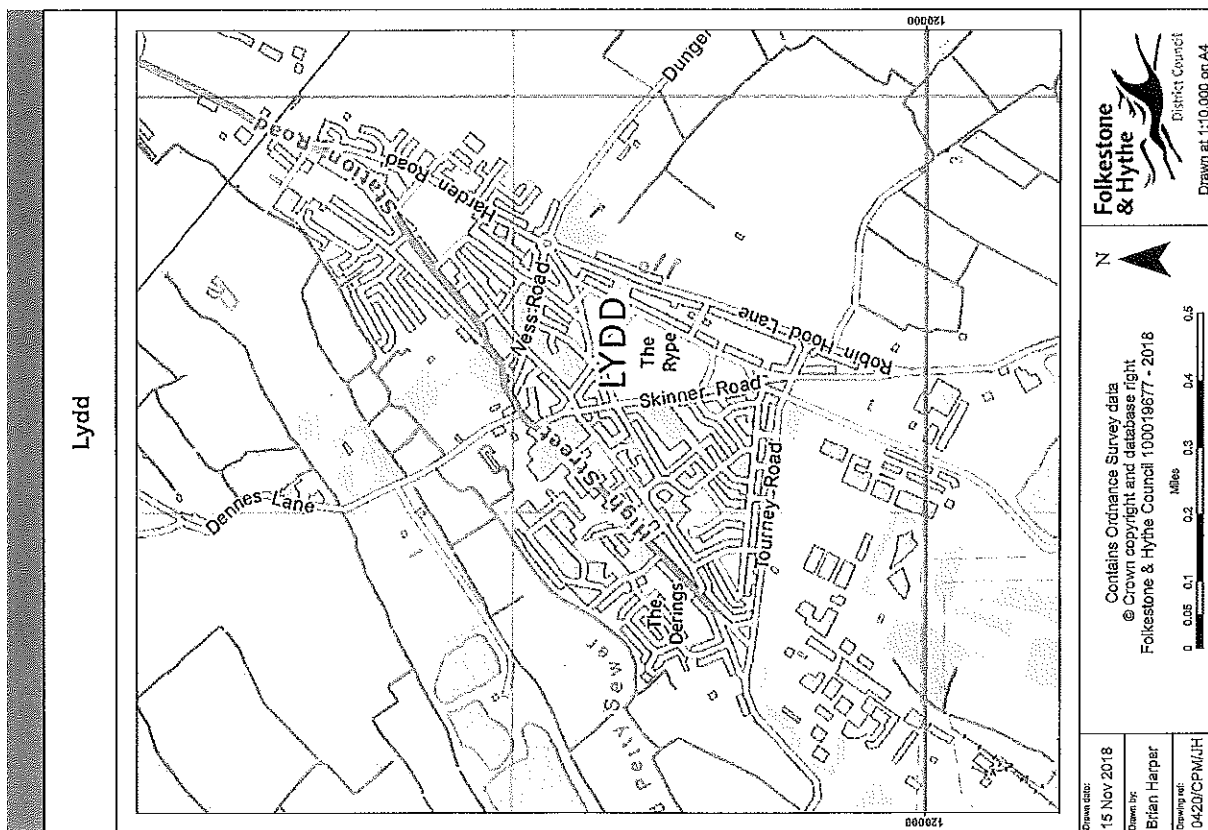 Lydd
Dennes Lane
Station Road
Harden Road
Ness Road
Dunge
LYDD
The
Rype
Skinner Road
Robin Hood Lane
High Street
Tourney Road
The
Derings
d Petty Sewer
120000
120000
Drawn date:
15 Nov 2018
Drawn by:
Brian Harper
Drawing ref:
0420/CPM/JH
Contains Ordnance Survey data
© Crown copyright and database right
Folkestone & Hythe Council 100019677 - 2018
0 0.05 0.1 0.2 0.3 0.4 0.5
Miles
N
Folkestone
& Hythe
District Council
Drawn at 1:10,000 on A4